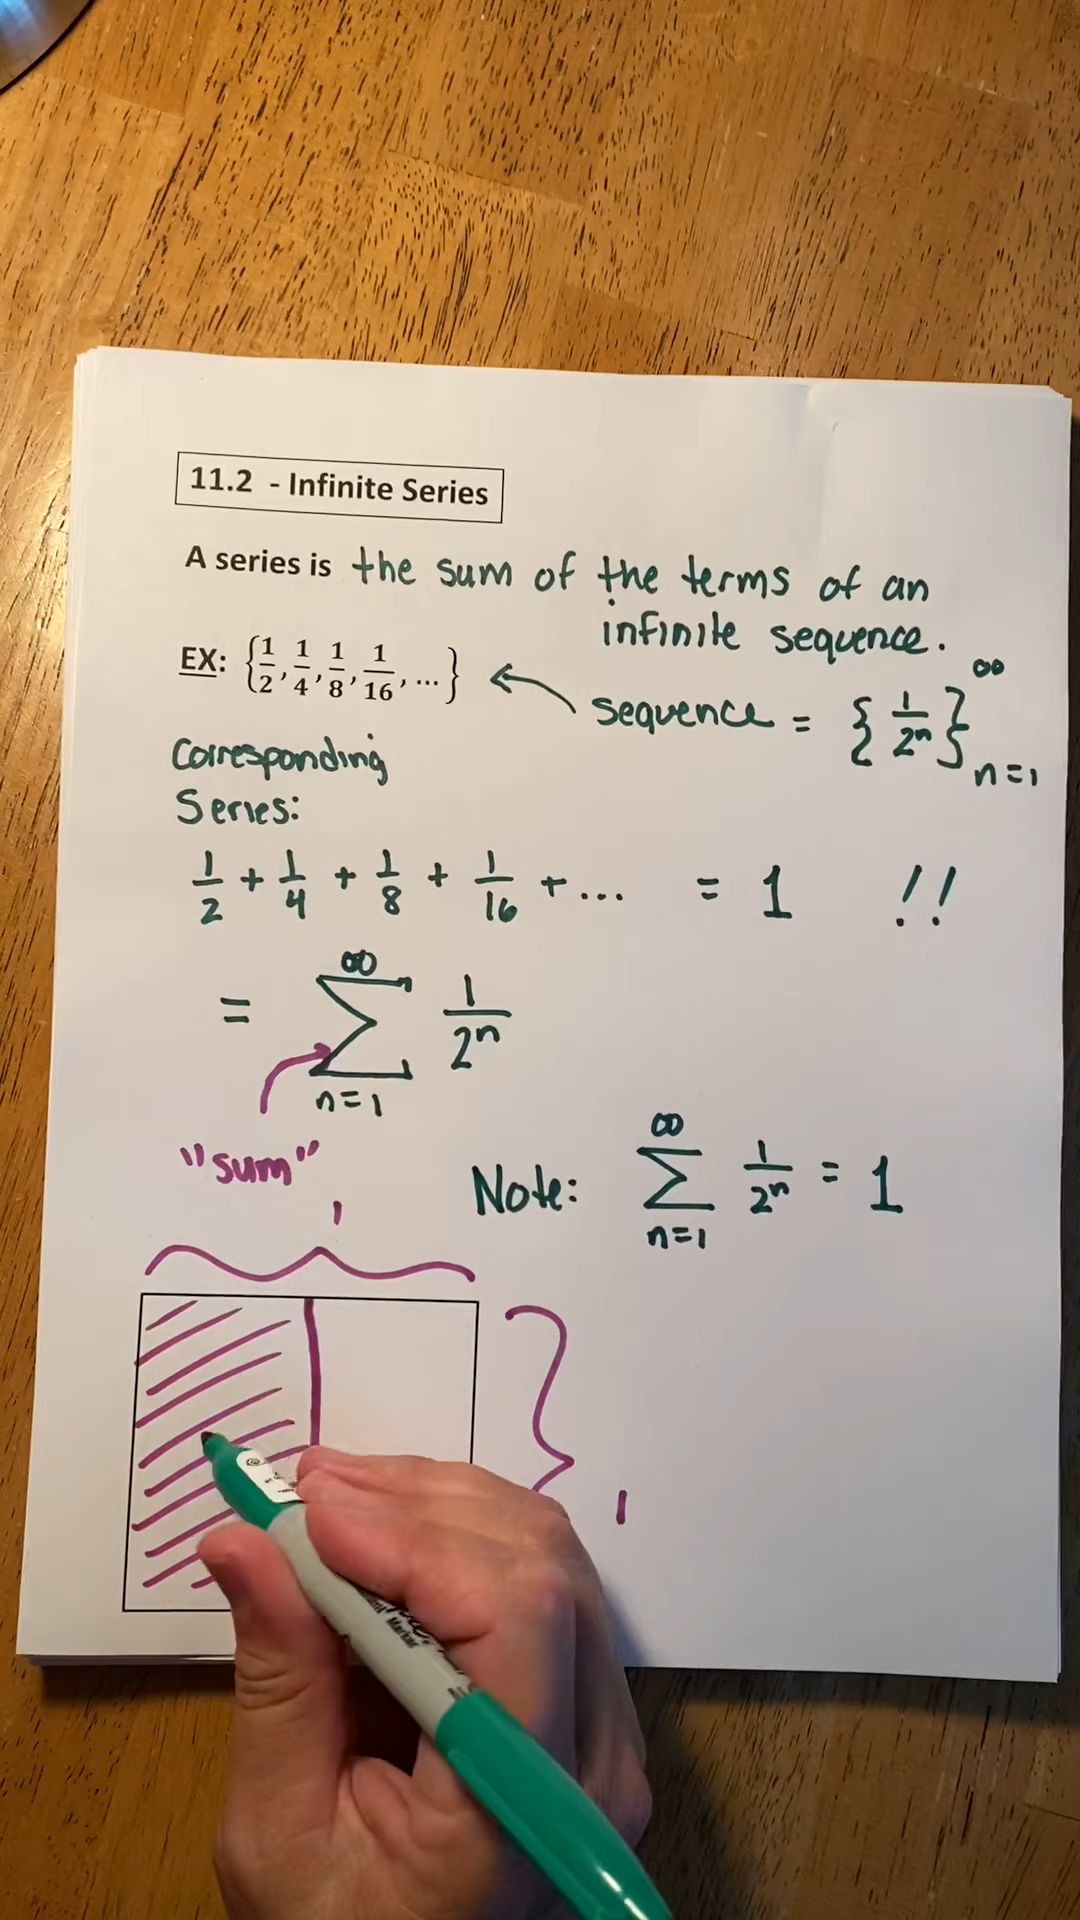 11.2 - Infinite Series
A series is the sum of the terms of an
infinite sequence.
EX: {1/2, 1/4, 1/8, 1/16, ...}
sequence = {1/2ⁿ}^∞_{n=1}
Corresponding
Series:
1/2 + 1/4 + 1/8 + 1/16 + ... = 1 !!
= ∑^∞_{n=1} 1/2ⁿ
"sum"
Note: ∑^∞_{n=1} 1/2ⁿ = 1
1
1
Marker